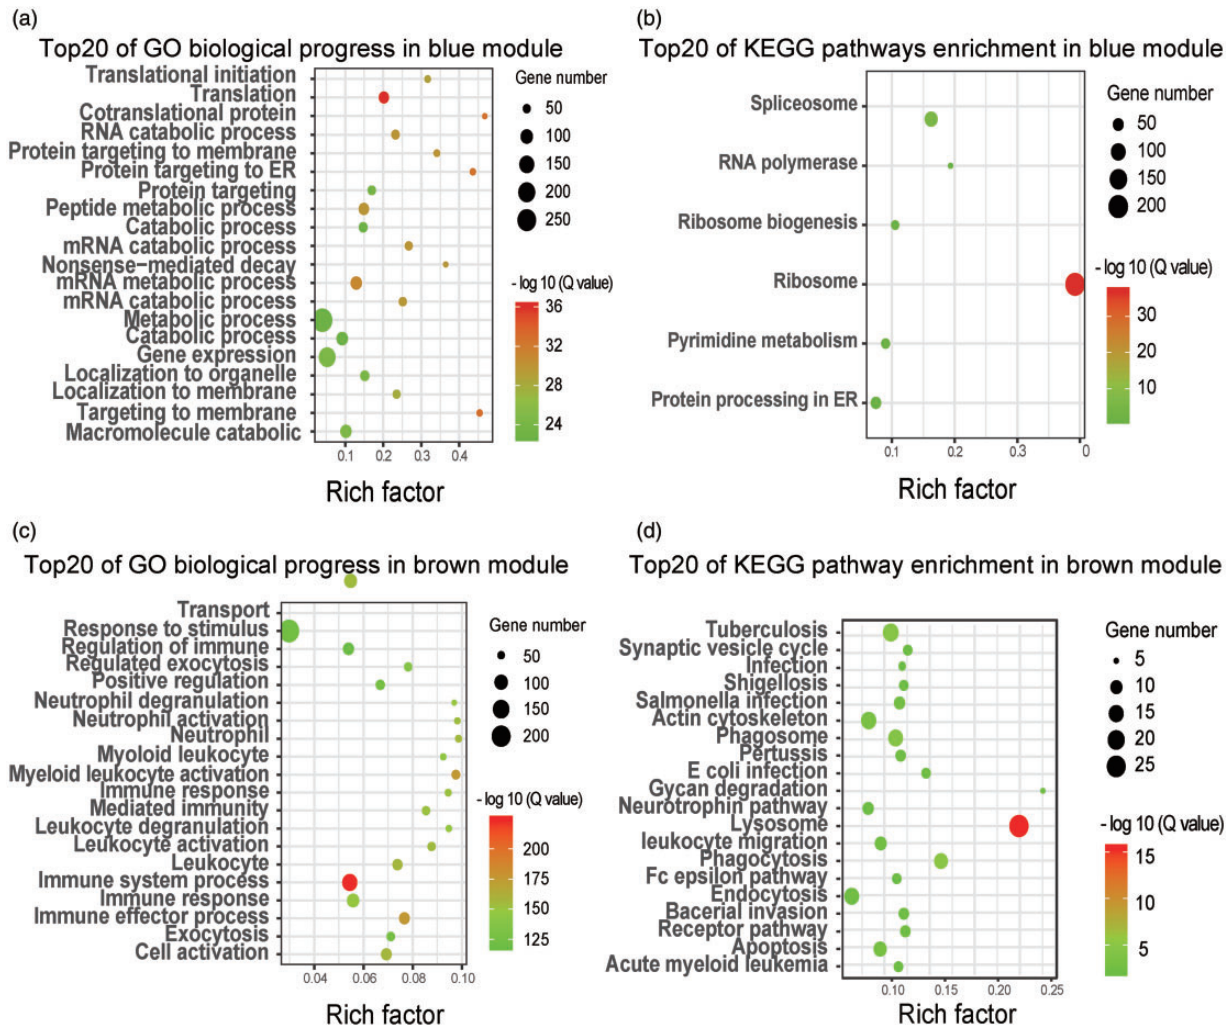 (a)
Top20 of GO biological progress in blue module
Translational initiation
Translation
Cotranslational protein
RNA catabolic process
Protein targeting to membrane
Protein targeting to ER
Protein targeting
Peptide metabolic process
Catabolic process
mRNA catabolic process
Nonsense-mediated decay
mRNA metabolic process
mRNA catabolic process
Metabolic process
Catabolic process
Gene expression
Localization to organelle
Localization to membrane
Targeting to membrane
Macromolecule catabolic
0.1 0.2 0.3 0.4
Rich factor
Gene number
50
100
150
200
250
- log 10 (Q value)
36
32
28
24
(b)
Top20 of KEGG pathways enrichment in blue module
Spliceosome
RNA polymerase
Ribosome biogenesis
Ribosome
Pyrimidine metabolism
Protein processing in ER
0.1 0.2 0.3 0
Rich factor
Gene number
50
100
150
200
- log 10 (Q value)
30
20
10
(c)
Top20 of GO biological progress in brown module
Transport
Response to stimulus
Regulation of immune
Regulated exocytosis
Positive regulation
Neutrophil degranulation
Neutrophil activation
Neutrophil
Myoloid leukocyte
Myeloid leukocyte activation
Immune response
Mediated immunity
Leukocyte degranulation
Leukocyte activation
Leukocyte
Immune system process
Immune response
Immune effector process
Exocytosis
Cell activation
0.04 0.06 0.08 0.10
Rich factor
Gene number
50
100
150
200
- log 10 (Q value)
200
175
150
125
(d)
Top20 of KEGG pathway enrichment in brown module
Tuberculosis
Synaptic vesicle cycle
Infection
Shigellosis
Salmonella infection
Actin cytoskeleton
Phagosome
Pertussis
E coli infection
Gycan degradation
Neurotrophin pathway
Lysosome
leukocyte migration
Phagocytosis
Fc epsilon pathway
Endocytosis
Bacerial invasion
Receptor pathway
Apoptosis
Acute myeloid leukemia
0.10 0.15 0.20 0.25
Rich factor
Gene number
5
10
15
20
25
- log 10 (Q value)
15
10
5